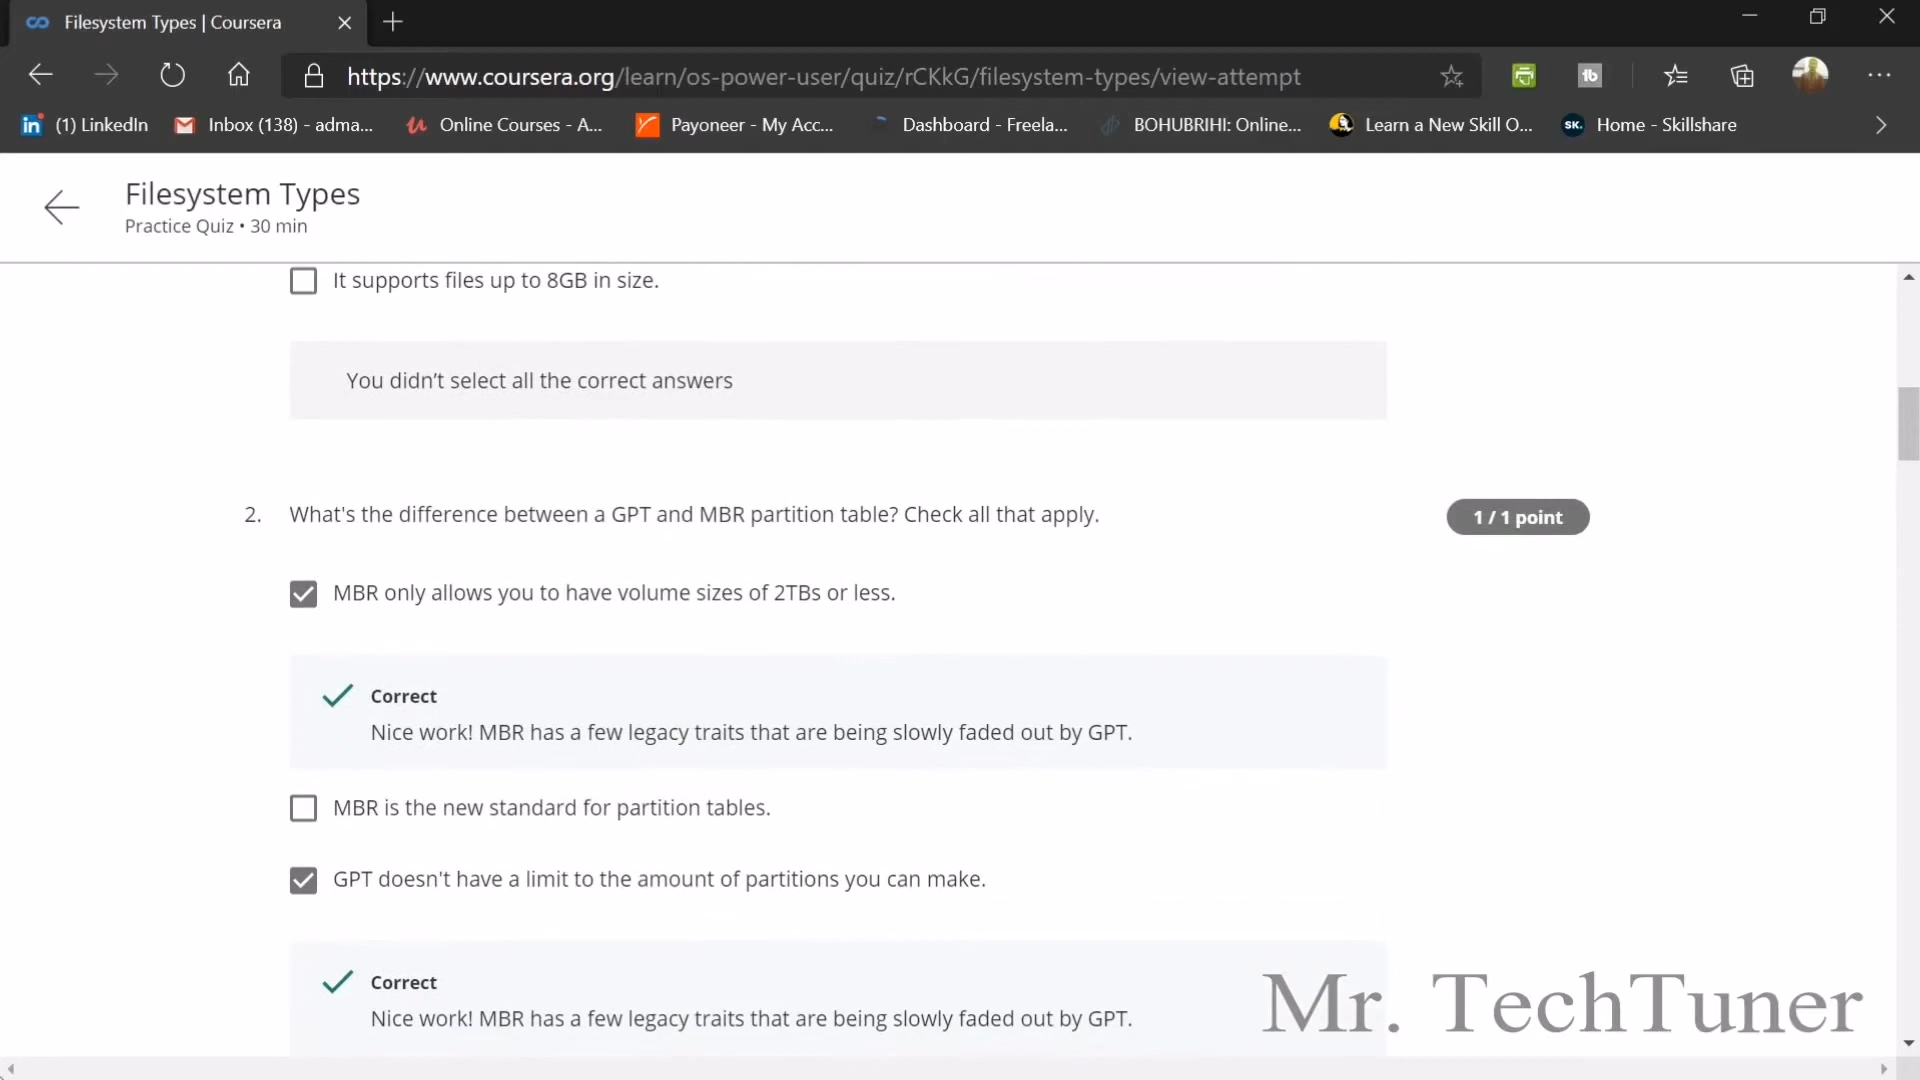 Filesystem Types | Coursera
https://www.coursera.org/learn/os-power-user/quiz/rCKkG/filesystem-types/view-attempt
tb
in (1) LinkedIn
Inbox (138) - adma...
Online Courses - A...
Payoneer - My Acc...
Dashboard - Freela...
BOHUBRIHI: Online...
Learn a New Skill O...
SK. Home - Skillshare
Filesystem Types
Practice Quiz • 30 min
It supports files up to 8GB in size.
You didn’t select all the correct answers
2. What's the difference between a GPT and MBR partition table? Check all that apply.
1 / 1 point
MBR only allows you to have volume sizes of 2TBs or less.
Correct
Nice work! MBR has a few legacy traits that are being slowly faded out by GPT.
MBR is the new standard for partition tables.
GPT doesn't have a limit to the amount of partitions you can make.
Correct
Nice work! MBR has a few legacy traits that are being slowly faded out by GPT.
Mr. TechTuner